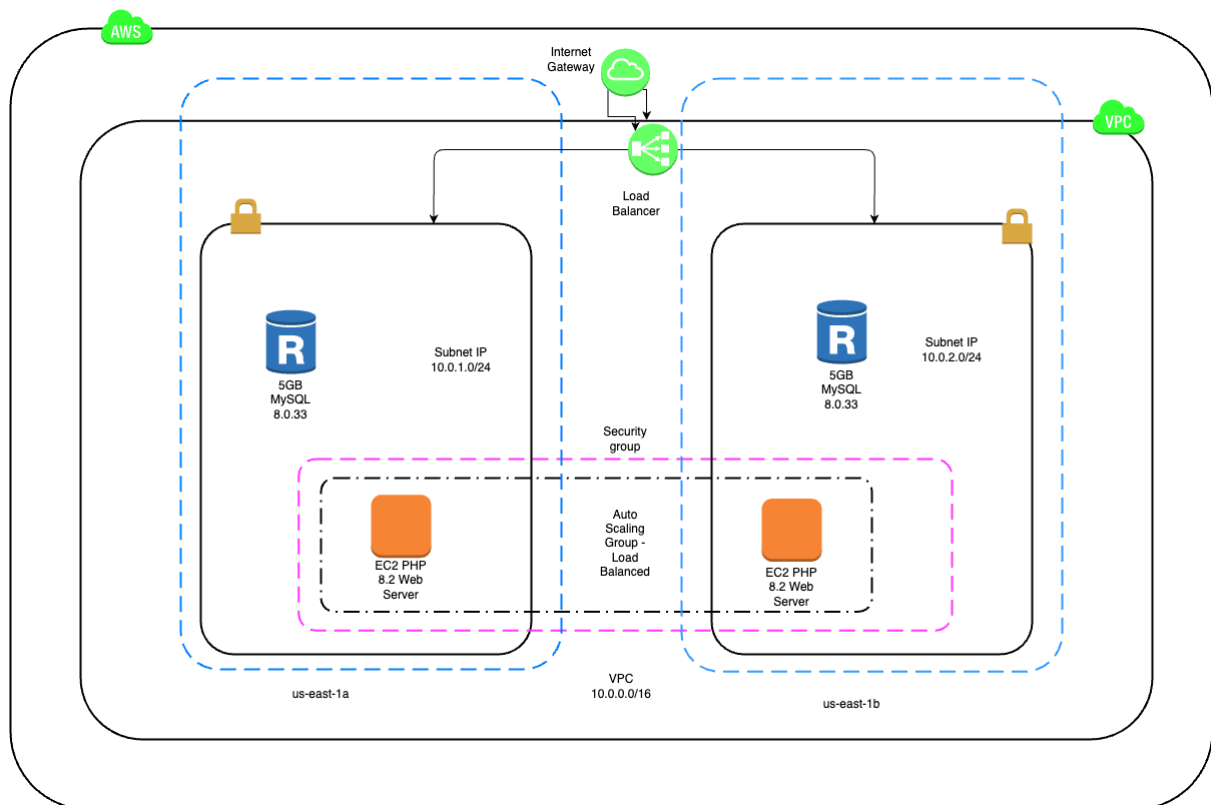 AWS
Internet
Gateway
VPC
Load
Balancer
Subnet IP
10.0.1.0/24
5GB
MySQL
8.0.33
R
Subnet IP
10.0.2.0/24
5GB
MySQL
8.0.33
R
Security
group
Auto
Scaling
Group -
Load
Balanced
EC2 PHP
8.2 Web
Server
EC2 PHP
8.2 Web
Server
us-east-1a
VPC
10.0.0.0/16
us-east-1b